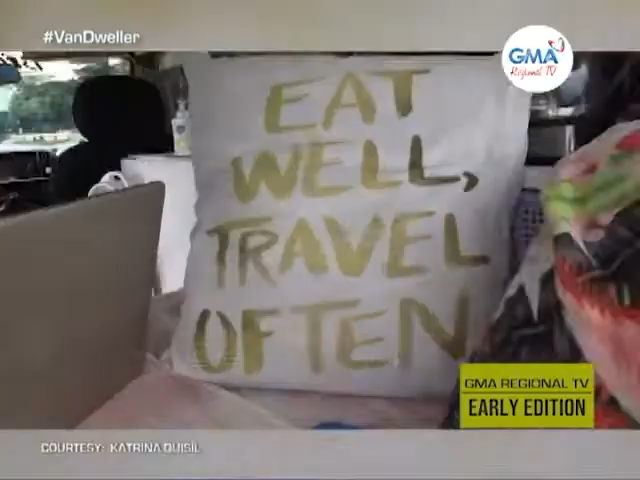 #VanDweller
GMA
Regional TV
EAT
WELL,
TRAVEL
OFTEN
GMA REGIONAL TV
EARLY EDITION
COURTESY: KATRINA QUISIL